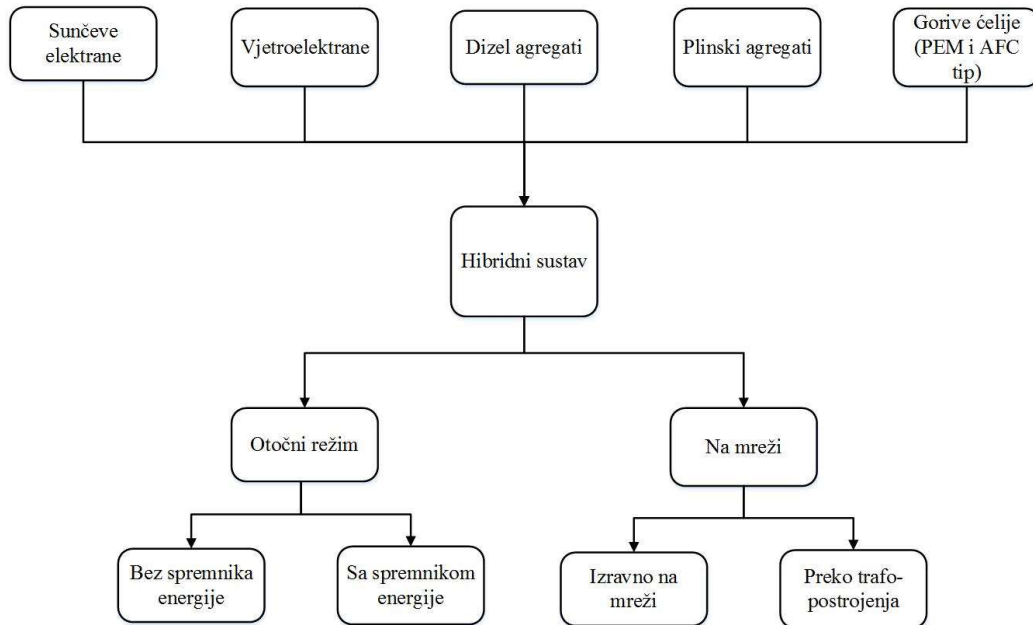 Sunčeve
elektrane
Vjetroelektrane
Dizel agregati
Plinski agregati
Gorive ćelije
(PEM i AFC
tip)
Hibridni sustav
Otočni režim
Na mreži
Bez spremnika
energije
Sa spremnikom
energije
Izravno na
mreži
Preko trafo-
postrojenja